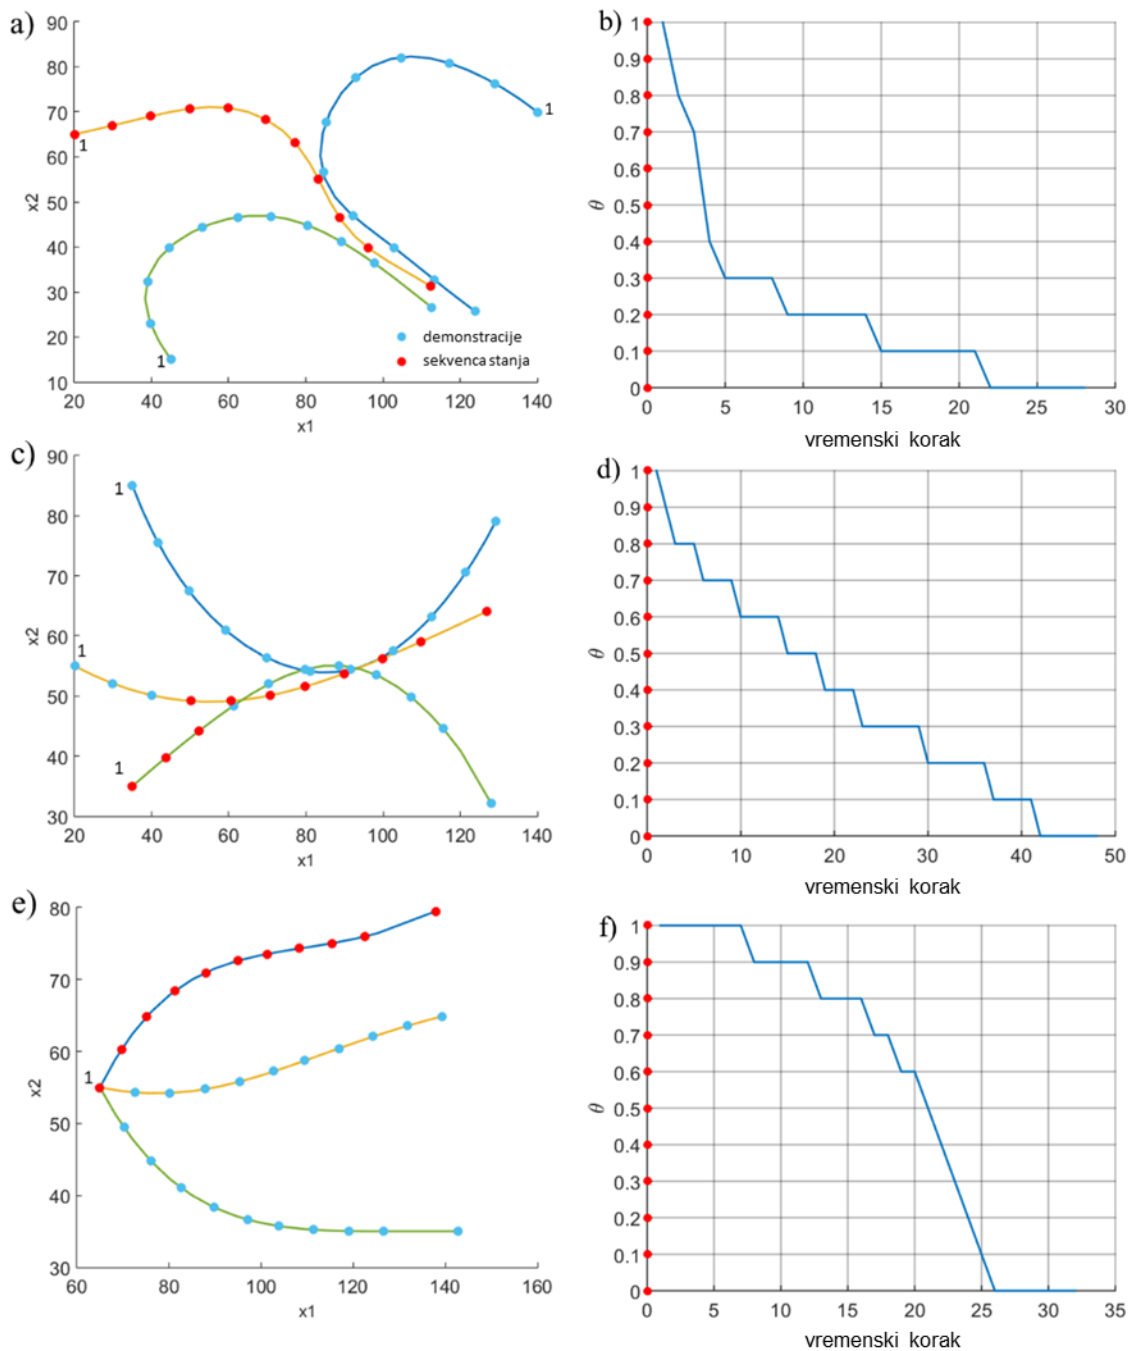 a)
90
80
70
60
50
40
30
20
10
x2
1
1
1
demonstracije
sekvenca stanja
20 40 60 80 100 120 140
x1
b)
1
0.9
0.8
0.7
0.6
0.5
0.4
0.3
0.2
0.1
0
θ
0 5 10 15 20 25 30
vremenski korak
c)
90
80
70
60
50
40
30
x2
1
1
1
20 40 60 80 100 120 140
x1
d)
1
0.9
0.8
0.7
0.6
0.5
0.4
0.3
0.2
0.1
0
θ
0 10 20 30 40 50
vremenski korak
e)
80
70
60
50
40
30
x2
1
60 80 100 120 140 160
x1
f)
1
0.9
0.8
0.7
0.6
0.5
0.4
0.3
0.2
0.1
0
θ
0 5 10 15 20 25 30 35
vremenski korak